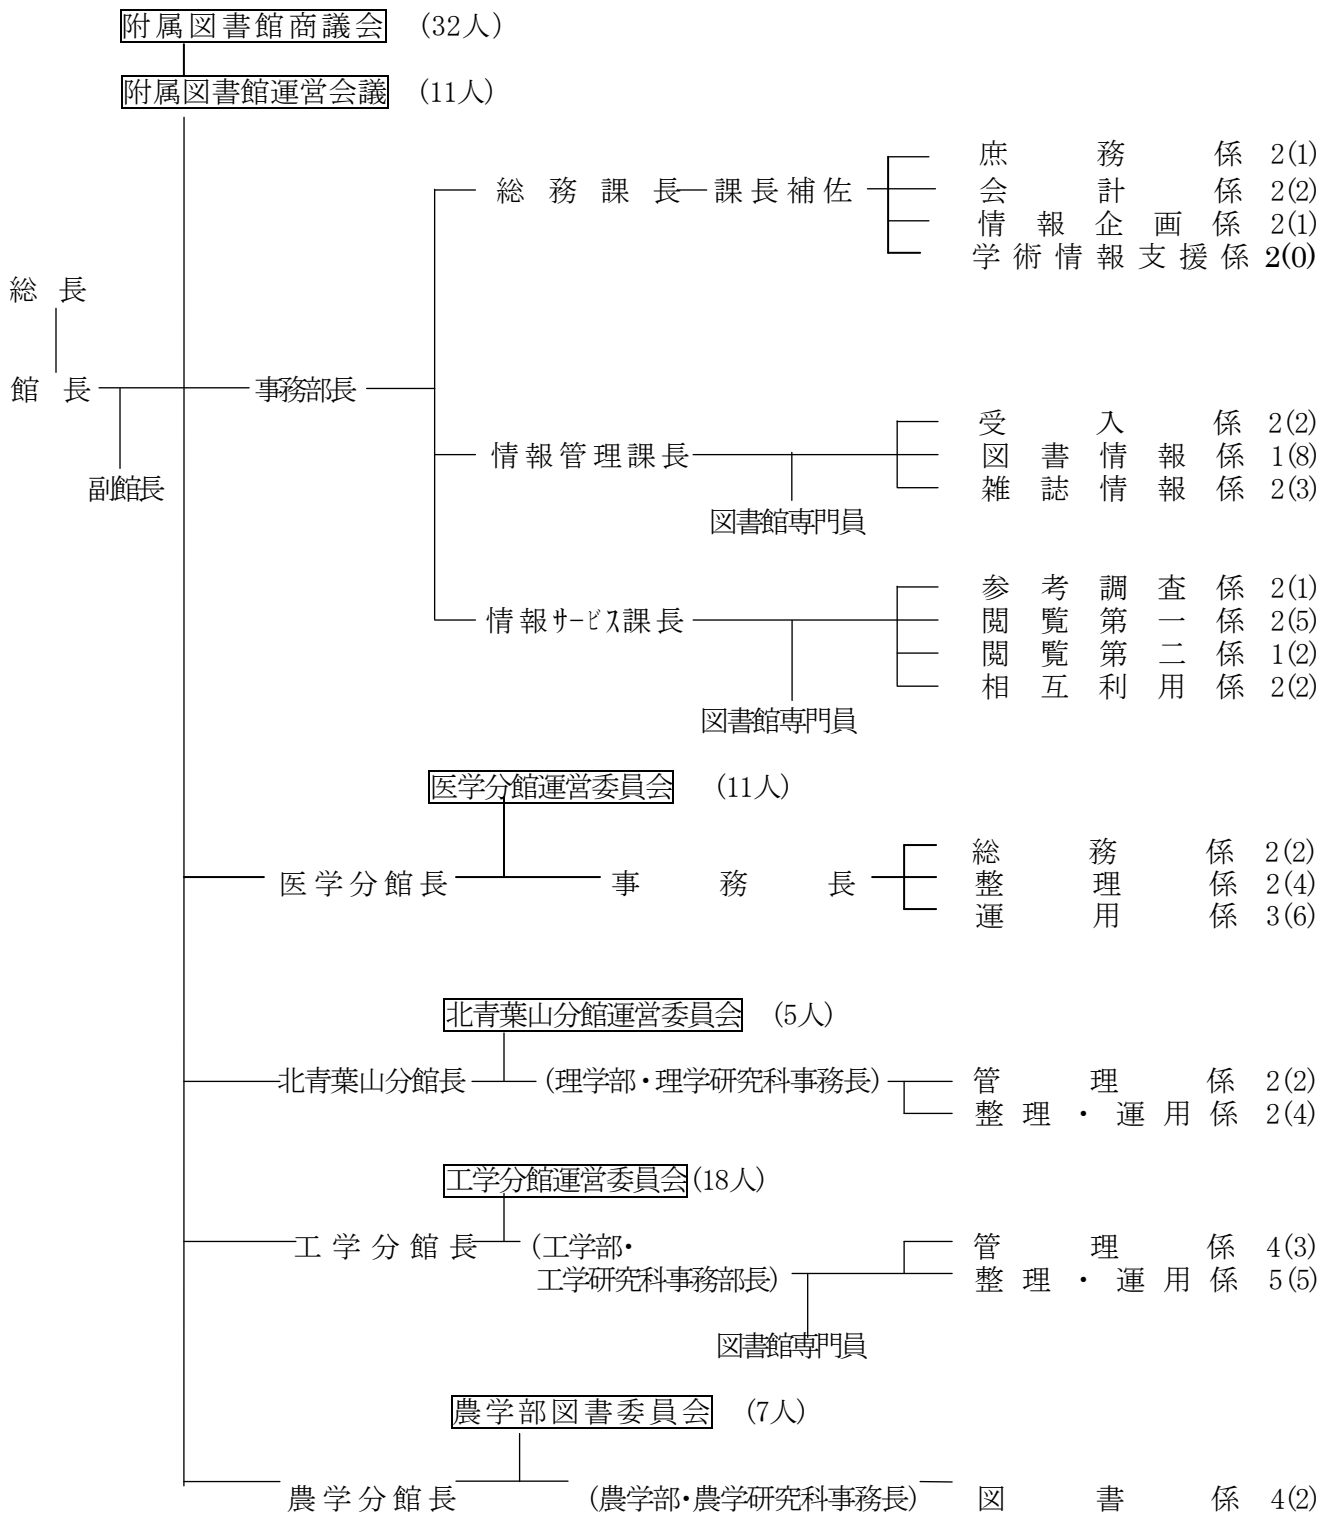 附属図書館商議会 (32人)
附属図書館運営会議 (11人)
庶務係 2(1)
総務課長 課長補佐 会計係 2(2)
情報企画係 2(1)
学術情報支援係 2(0)
総長
館長 事務部長
受入係 2(2)
情報管理課長 図書情報係 1(8)
副館長 雑誌情報係 2(3)
図書館専門員
参考調査係 2(1)
情報サービス課長 閲覧第一係 2(5)
閲覧第二係 1(2)
相互利用係 2(2)
図書館専門員
医学分館運営委員会 (11人)
総務係 2(2)
医学分館長 事務長 整理係 2(4)
運用係 3(6)
北青葉山分館運営委員会 (5人)
北青葉山分館長 (理学部・理学研究科事務長) 管理係 2(2)
整理・運用係 2(4)
工学分館運営委員会 (18人)
工学分館長 (工学部・ 管理係 4(3)
工学研究科事務部長) 整理・運用係 5(5)
図書館専門員
農学部図書委員会 (7人)
農学分館長 (農学部・農学研究科事務長) 図書係 4(2)